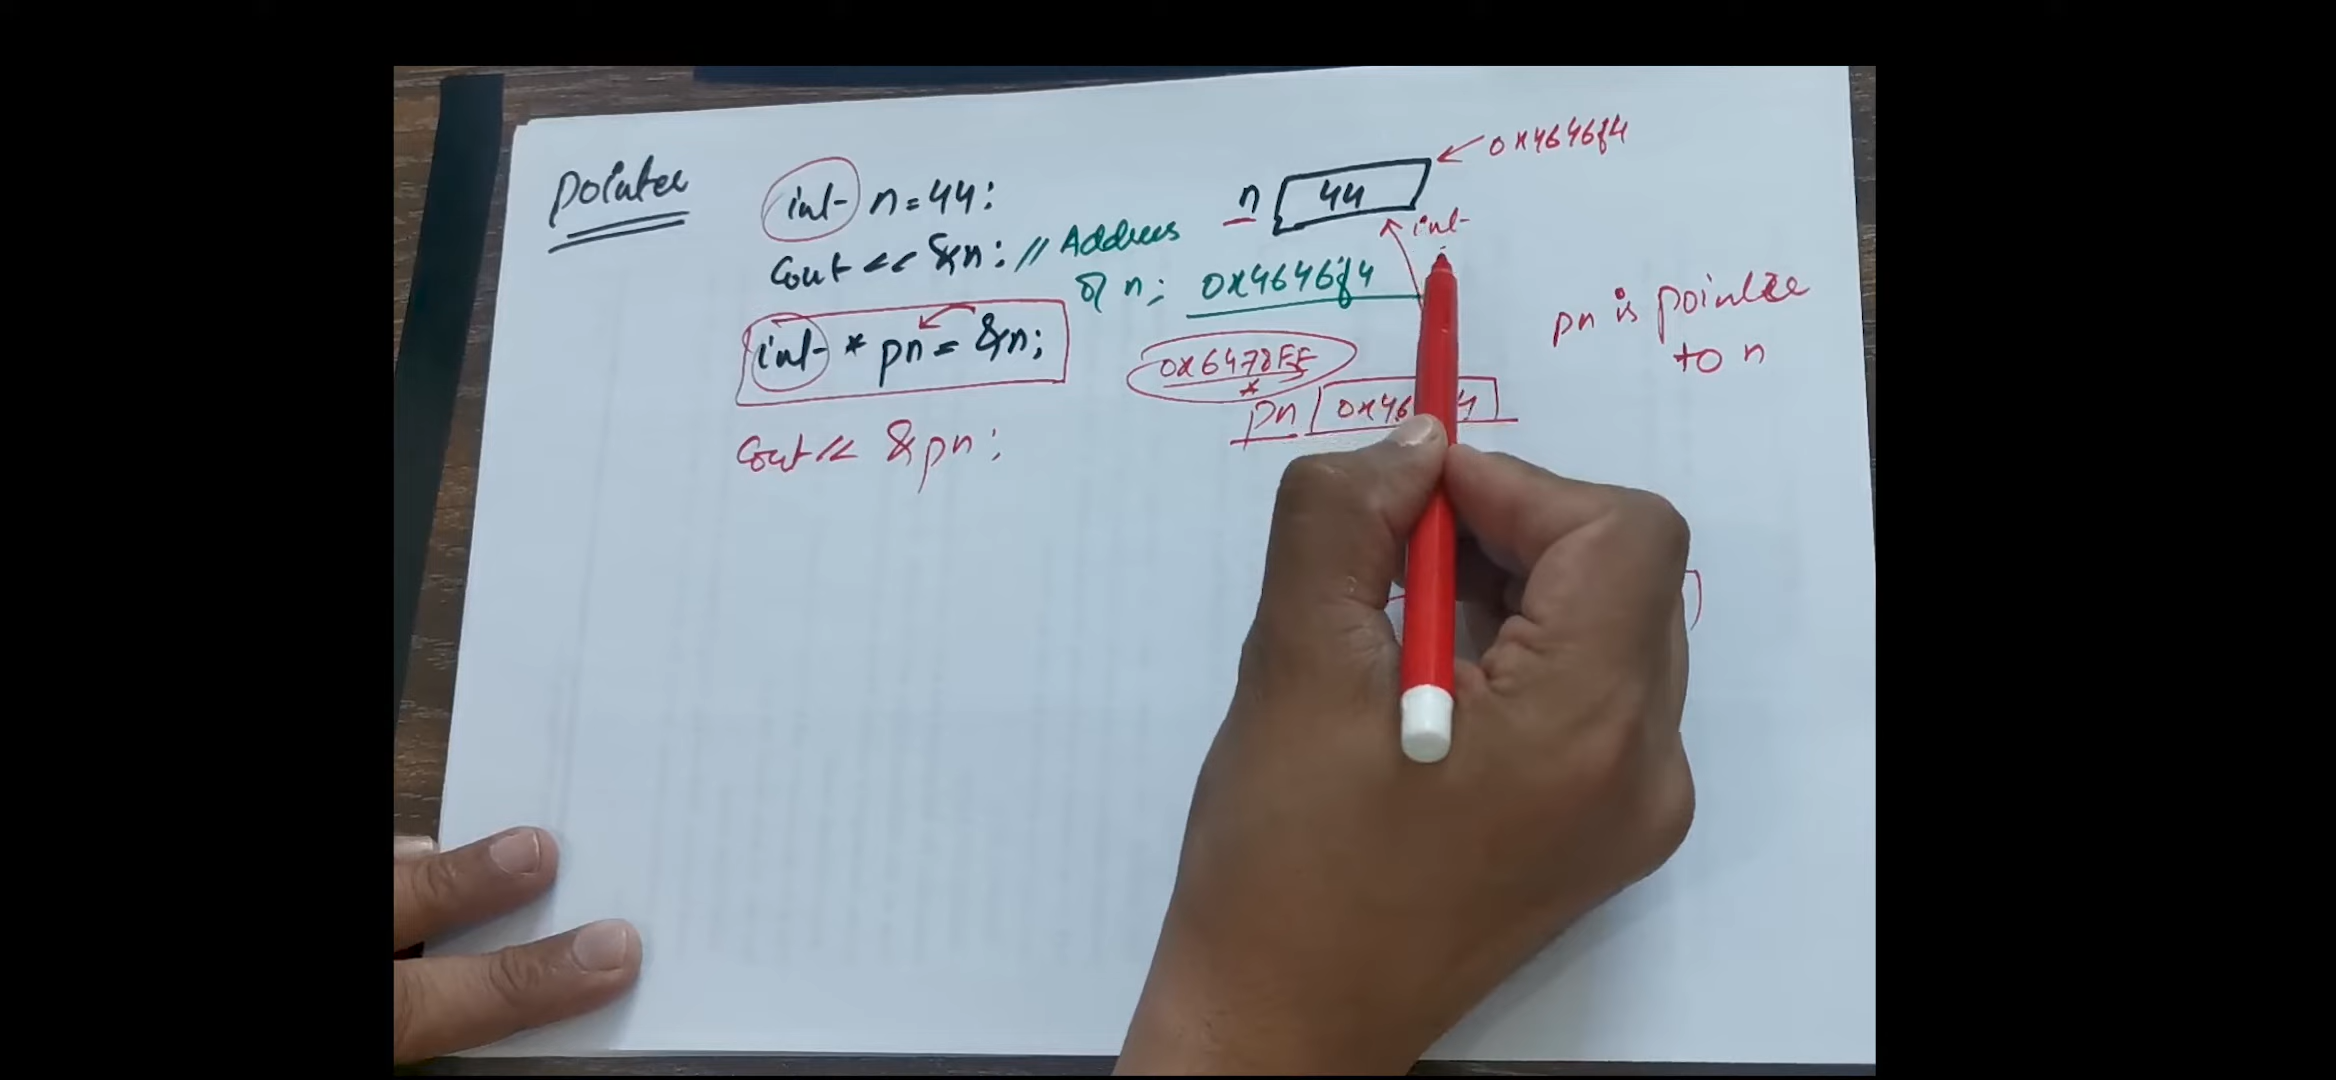 pointer
int n = 44;
n 44
0x4646f4
int
cout << &n; // Address of n: 0x4646f4
int * pn = &n;
0x6478FF
* pn
pn is pointer
to n
cout << &pn;